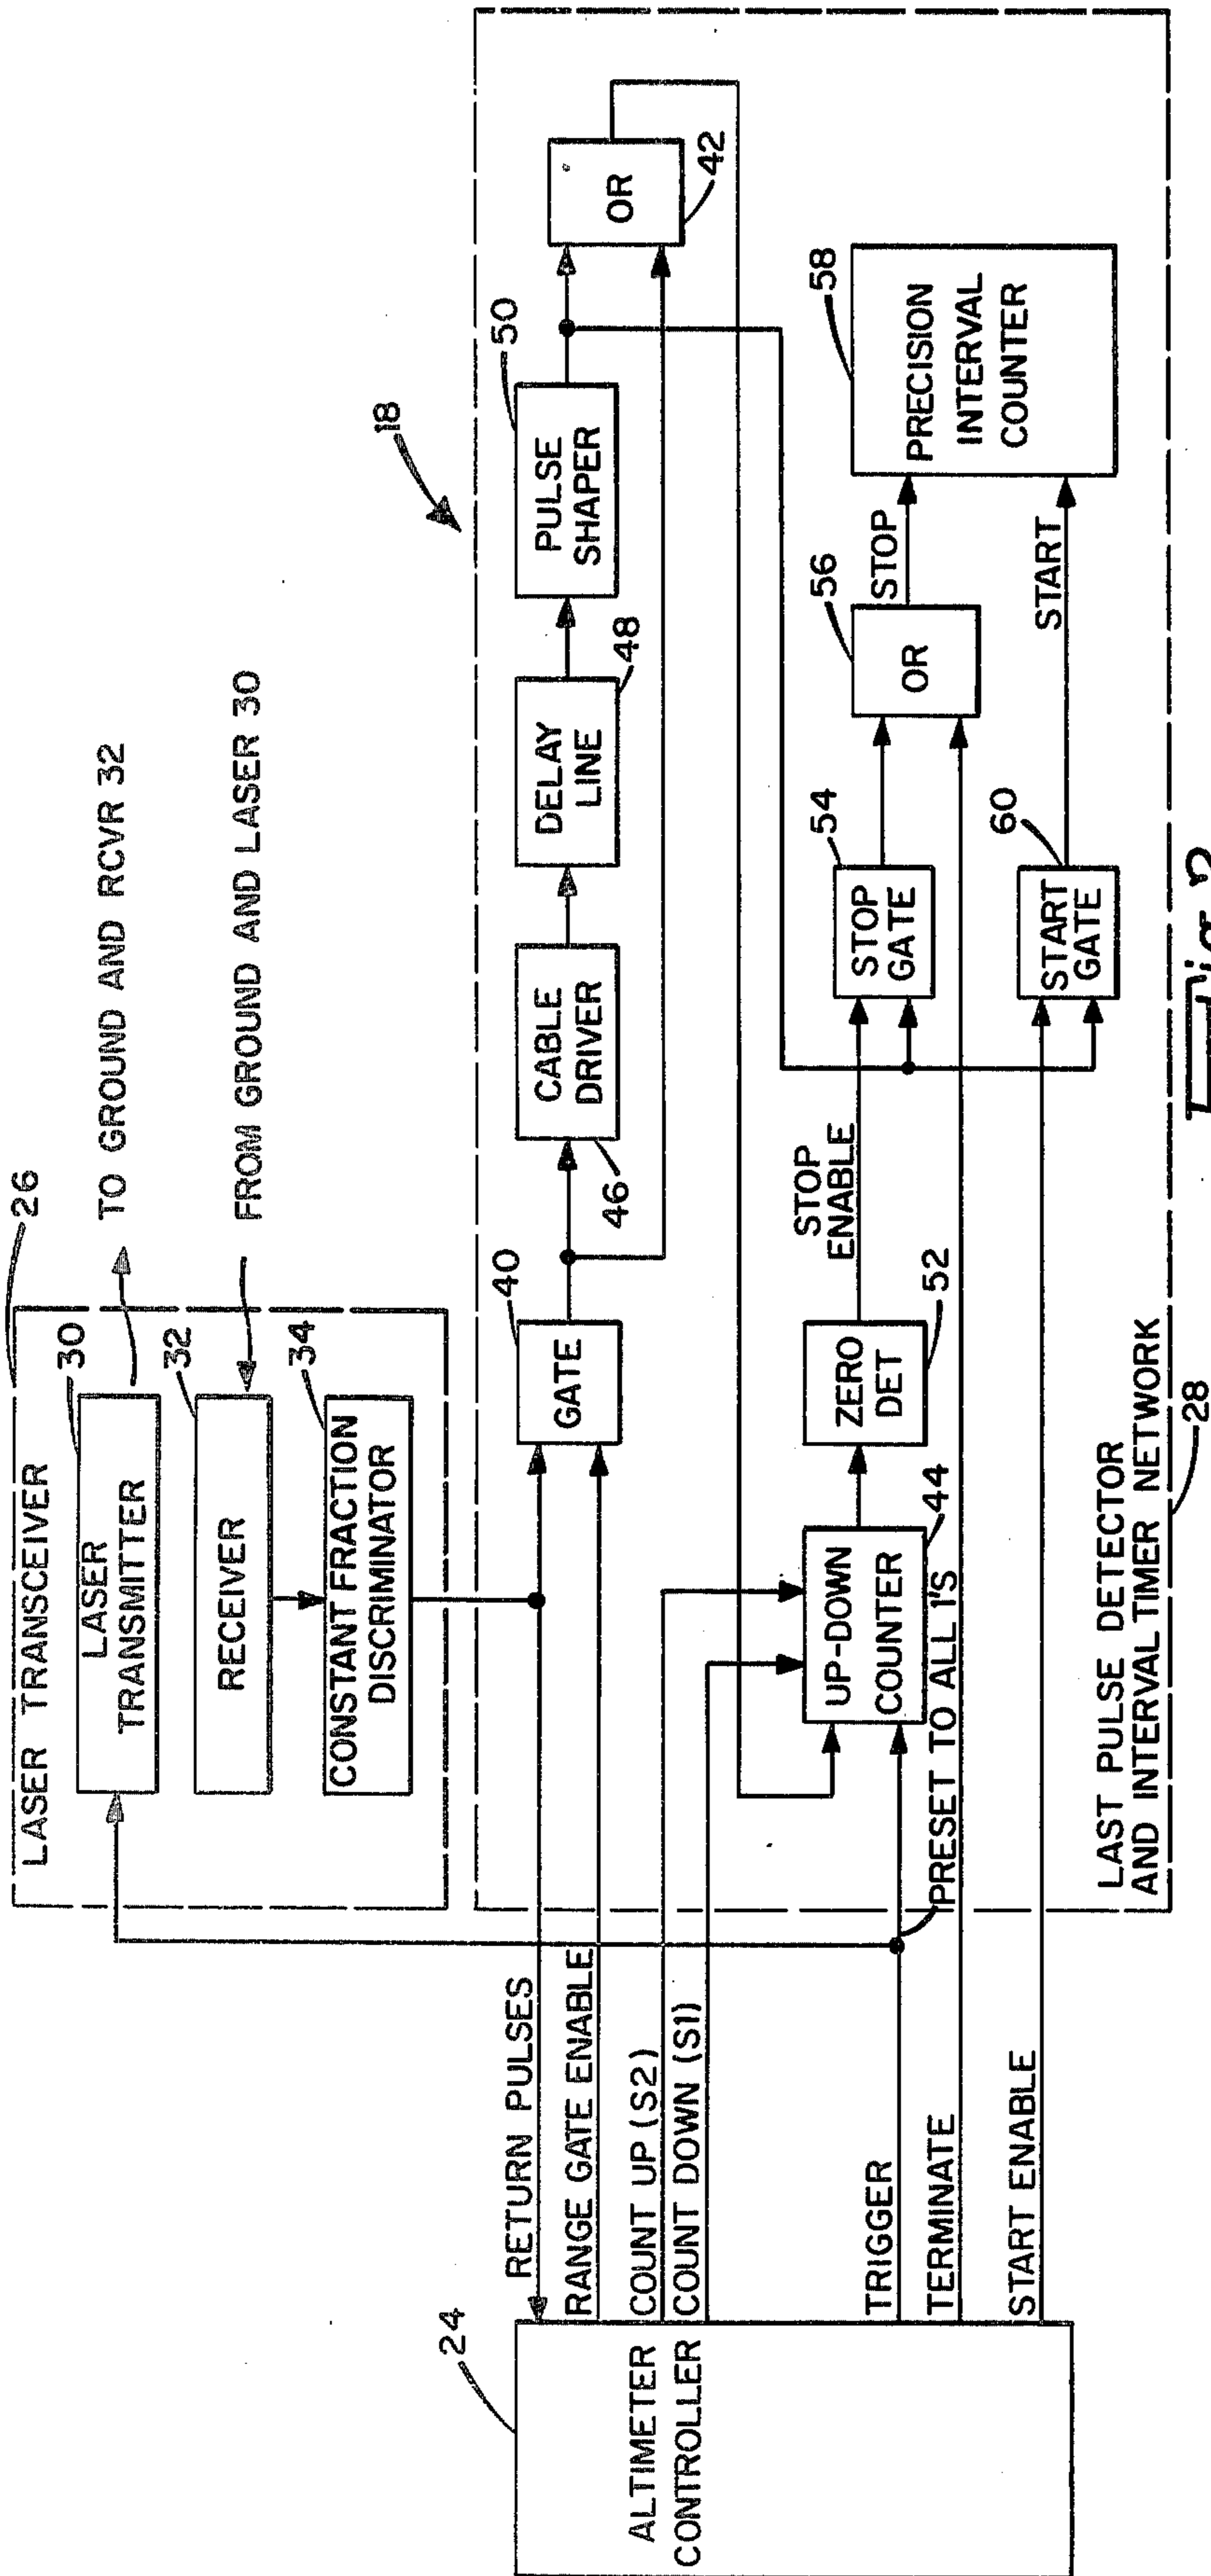 26
LASER TRANSCEIVER
30
LASER
TRANSMITTER
TO GROUND AND RCVR 32
32
RECEIVER
FROM GROUND AND LASER 30
34
CONSTANT FRACTION
DISCRIMINATOR
18
24
ALTIMETER
CONTROLLER
RETURN PULSES
RANGE GATE ENABLE
COUNT UP (S2)
COUNT DOWN (S1)
TRIGGER
TERMINATE
START ENABLE
40
GATE
46
CABLE
DRIVER
48
DELAY
LINE
50
PULSE
SHAPER
OR
42
UP-DOWN
COUNTER
44
PRESET TO ALL 1'S
ZERO
DET
52
STOP
ENABLE
54
STOP
GATE
56
OR
STOP
58
PRECISION
INTERVAL
COUNTER
60
START
GATE
START
LAST PULSE DETECTOR
AND INTERVAL TIMER NETWORK
28